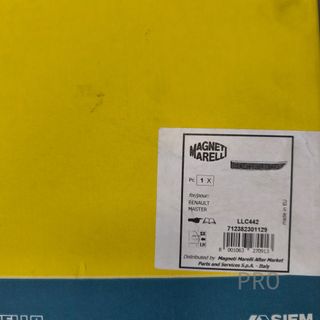 MAGNETI
MARELLI
Pc. 1 X
for/pour:
RENAULT
MASTER
LLC442
712382301129
made in EU
8 001063 270913
Distributed by Magneti Marelli After Market
Parts and Services S.p.A. - Italy
PRO
SIEM